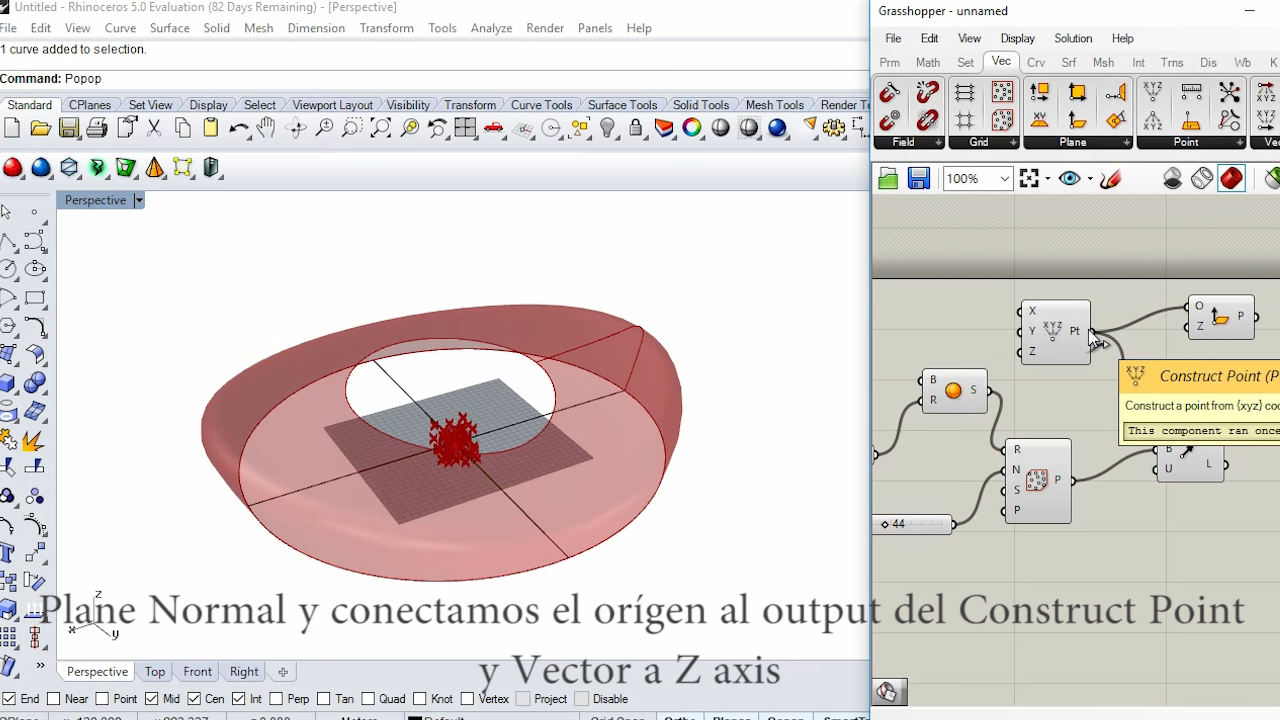 Untitled - Rhinoceros 5.0 Evaluation (82 Days Remaining) - [Perspective]
File Edit View Curve Surface Solid Mesh Dimension Transform Tools Analyze Render Panels Help
1 curve added to selection.
Command: Popop
Standard CPlanes Set View Display Select Viewport Layout Visibility Transform Curve Tools Surface Tools Solid Tools Mesh Tools Render To
Perspective
z
x
y
Perspective Top Front Right
End Near Point Mid Cen Int Perp Tan Quad Knot Vertex Project Disable
Grasshopper - unnamed
File Edit View Display Solution Help
Prm Math Set Vec Crv Srf Msh Int Trns Dis Wb K
Field Grid Plane Point Vec
100%
X
Y
Z
Pt
O
Z
P
B
R
S
R
N
S
P
P
B
U
L
44
XYZ
Construct Point (P
Construct a point from {xyz} coo
This component ran once
Plane Normal y conectamos el orígen al output del Construct Point
y Vector a Z axis